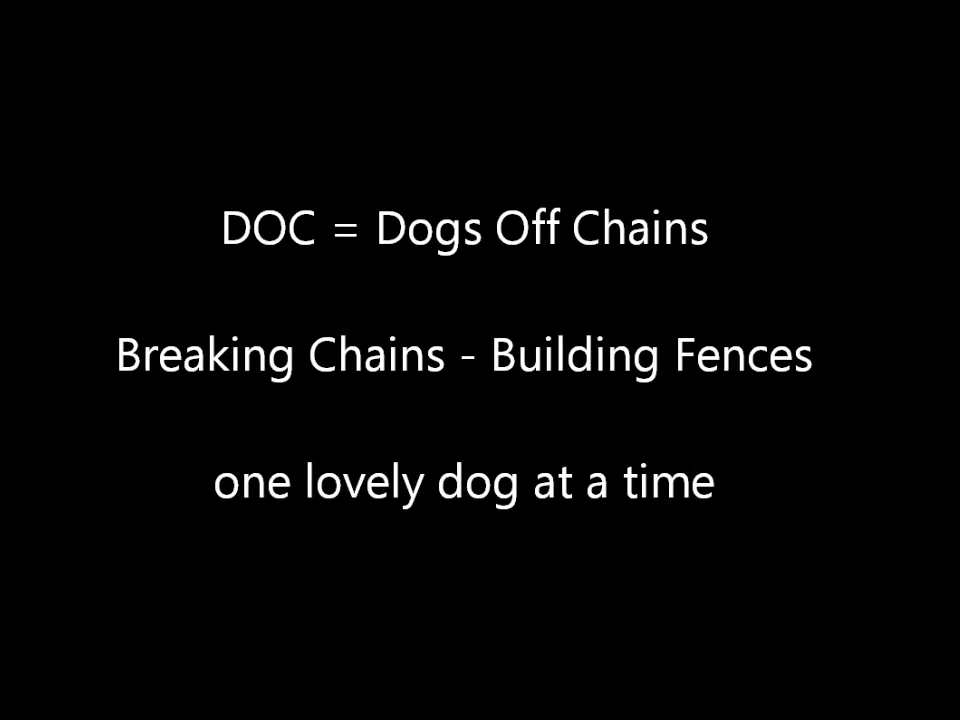 DOC = Dogs Off Chains
Breaking Chains - Building Fences
one lovely dog at a time